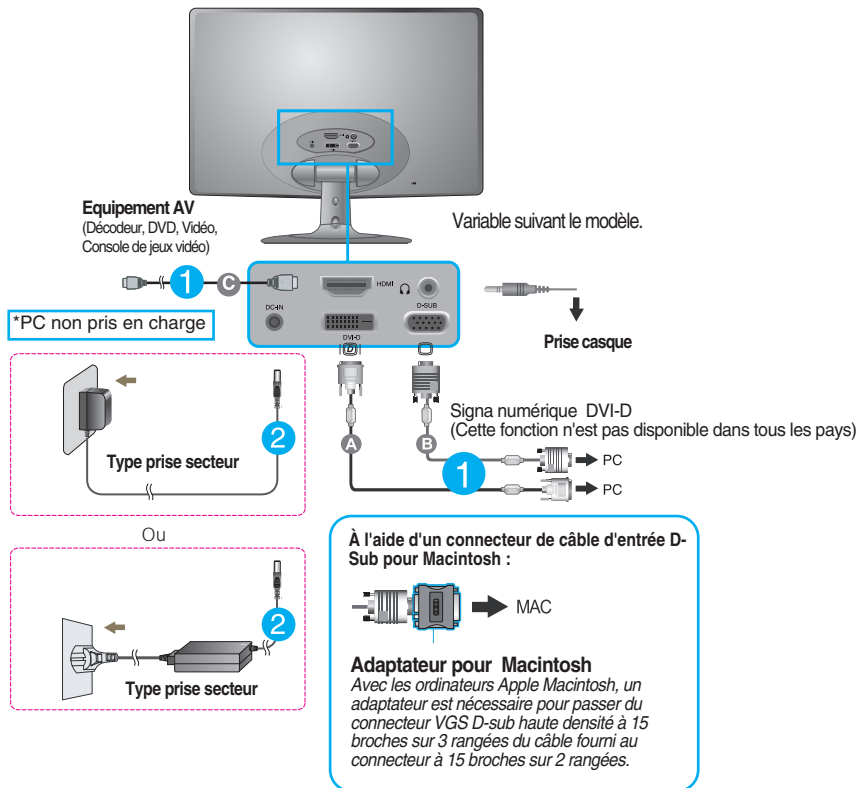 Equipement AV
(Décodeur, DVD, Vidéo,
Console de jeux vidéo)
Variable suivant le modèle.
1
C
HDMI
DC-IN
D-SUB
DVI-D
D
*PC non pris en charge
Prise casque
2
Type prise secteur
Ou
2
Type prise secteur
Signa numérique DVI-D
(Cette fonction n'est pas disponible dans tous les pays)
A
B
1
PC
PC
À l'aide d'un connecteur de câble d'entrée D-
Sub pour Macintosh :
MAC
Adaptateur pour Macintosh
Avec les ordinateurs Apple Macintosh, un
adaptateur est nécessaire pour passer du
connecteur VGS D-sub haute densité à 15
broches sur 3 rangées du câble fourni au
connecteur à 15 broches sur 2 rangées.